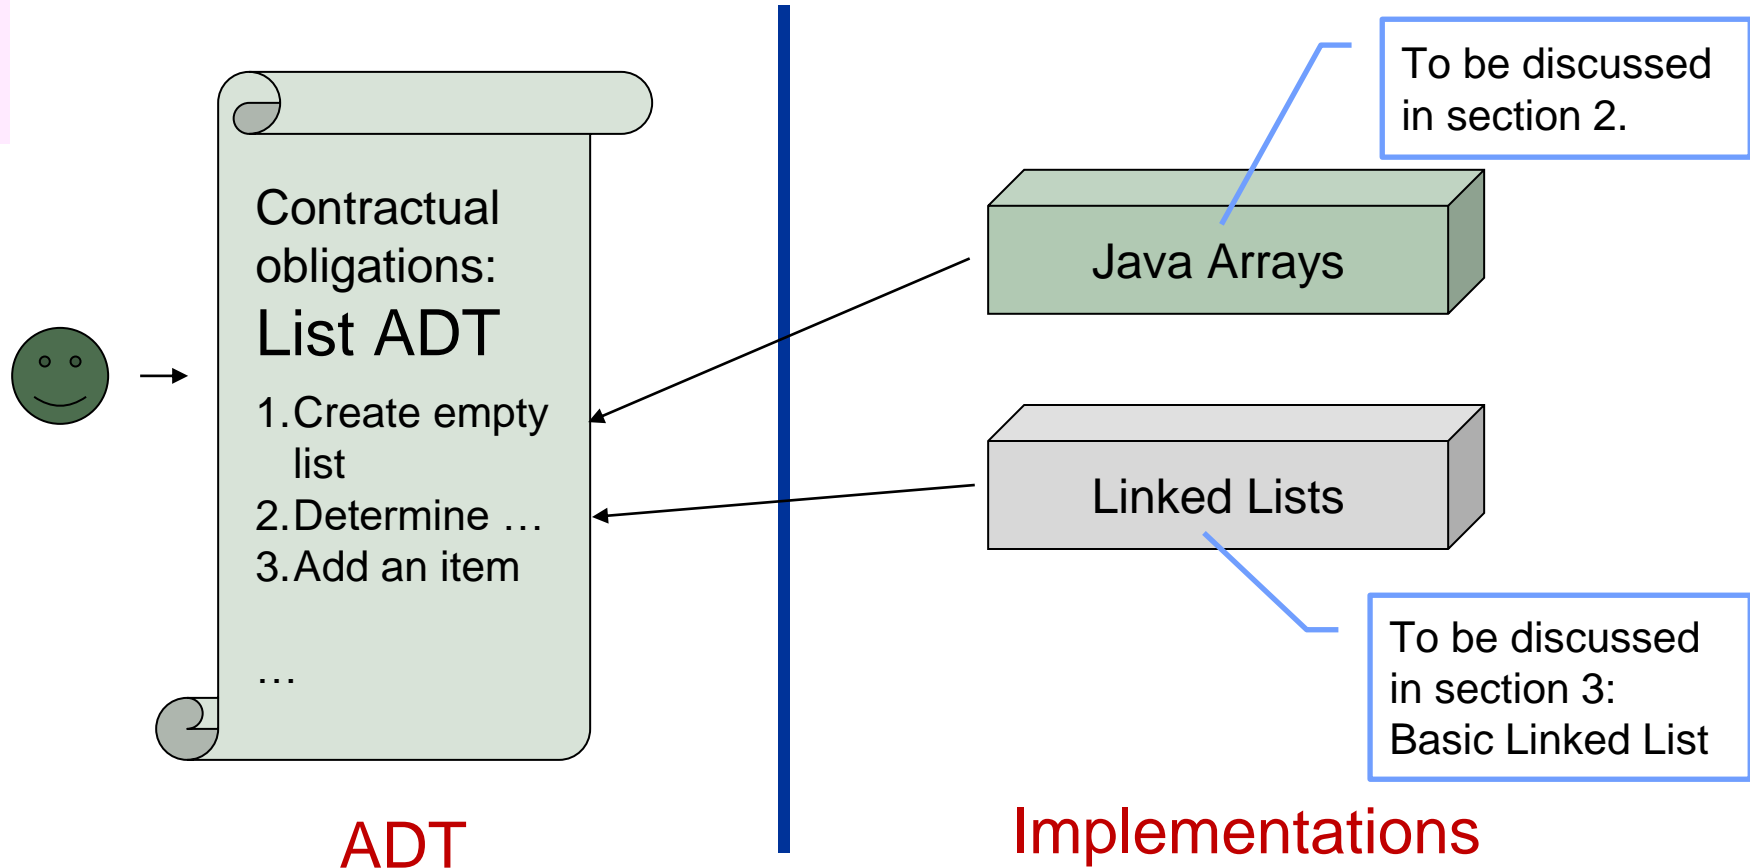 Contractual
obligations:
List ADT
1.Create empty
list
2.Determine …
3.Add an item
…
ADT
To be discussed
in section 2.
Java Arrays
Linked Lists
To be discussed
in section 3:
Basic Linked List
Implementations